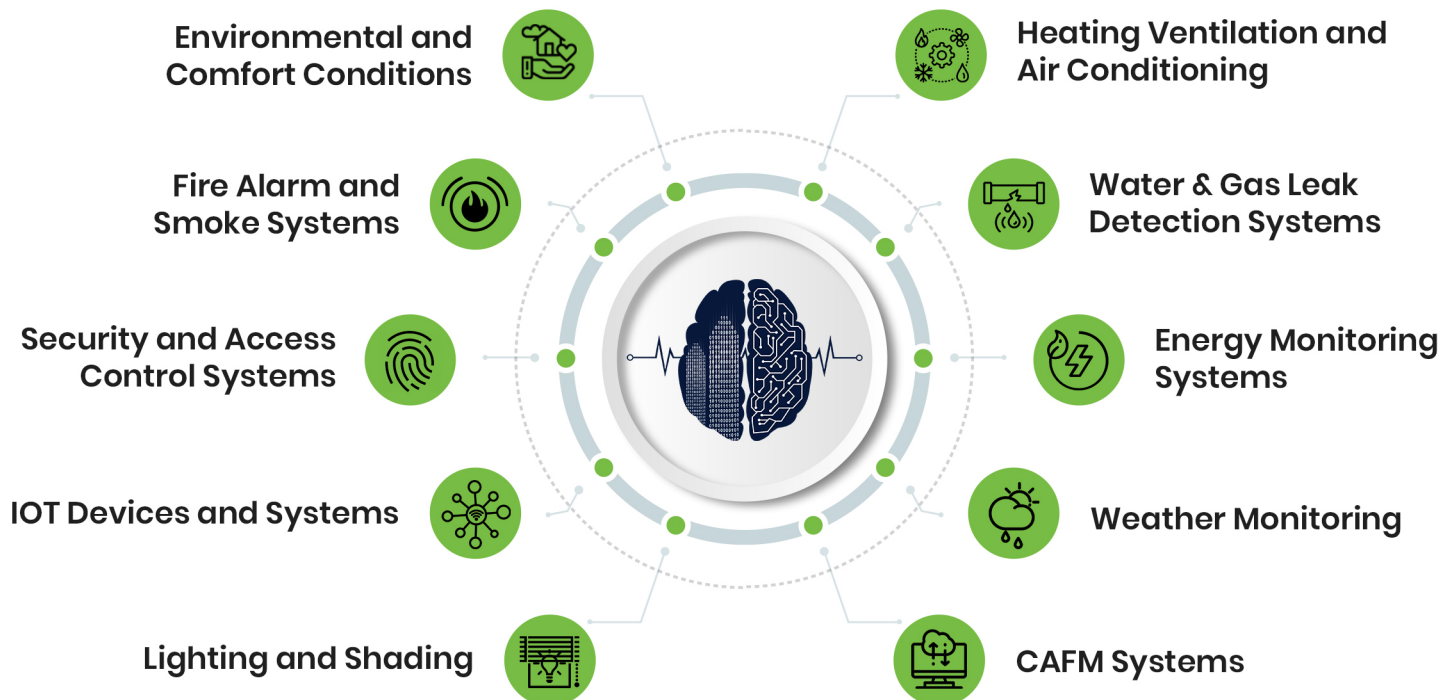 Environmental and
Comfort Conditions
Heating Ventilation and
Air Conditioning
Fire Alarm and
Smoke Systems
Water & Gas Leak
Detection Systems
Security and Access
Control Systems
Energy Monitoring
Systems
IOT Devices and Systems
Weather Monitoring
Lighting and Shading
CAFM Systems